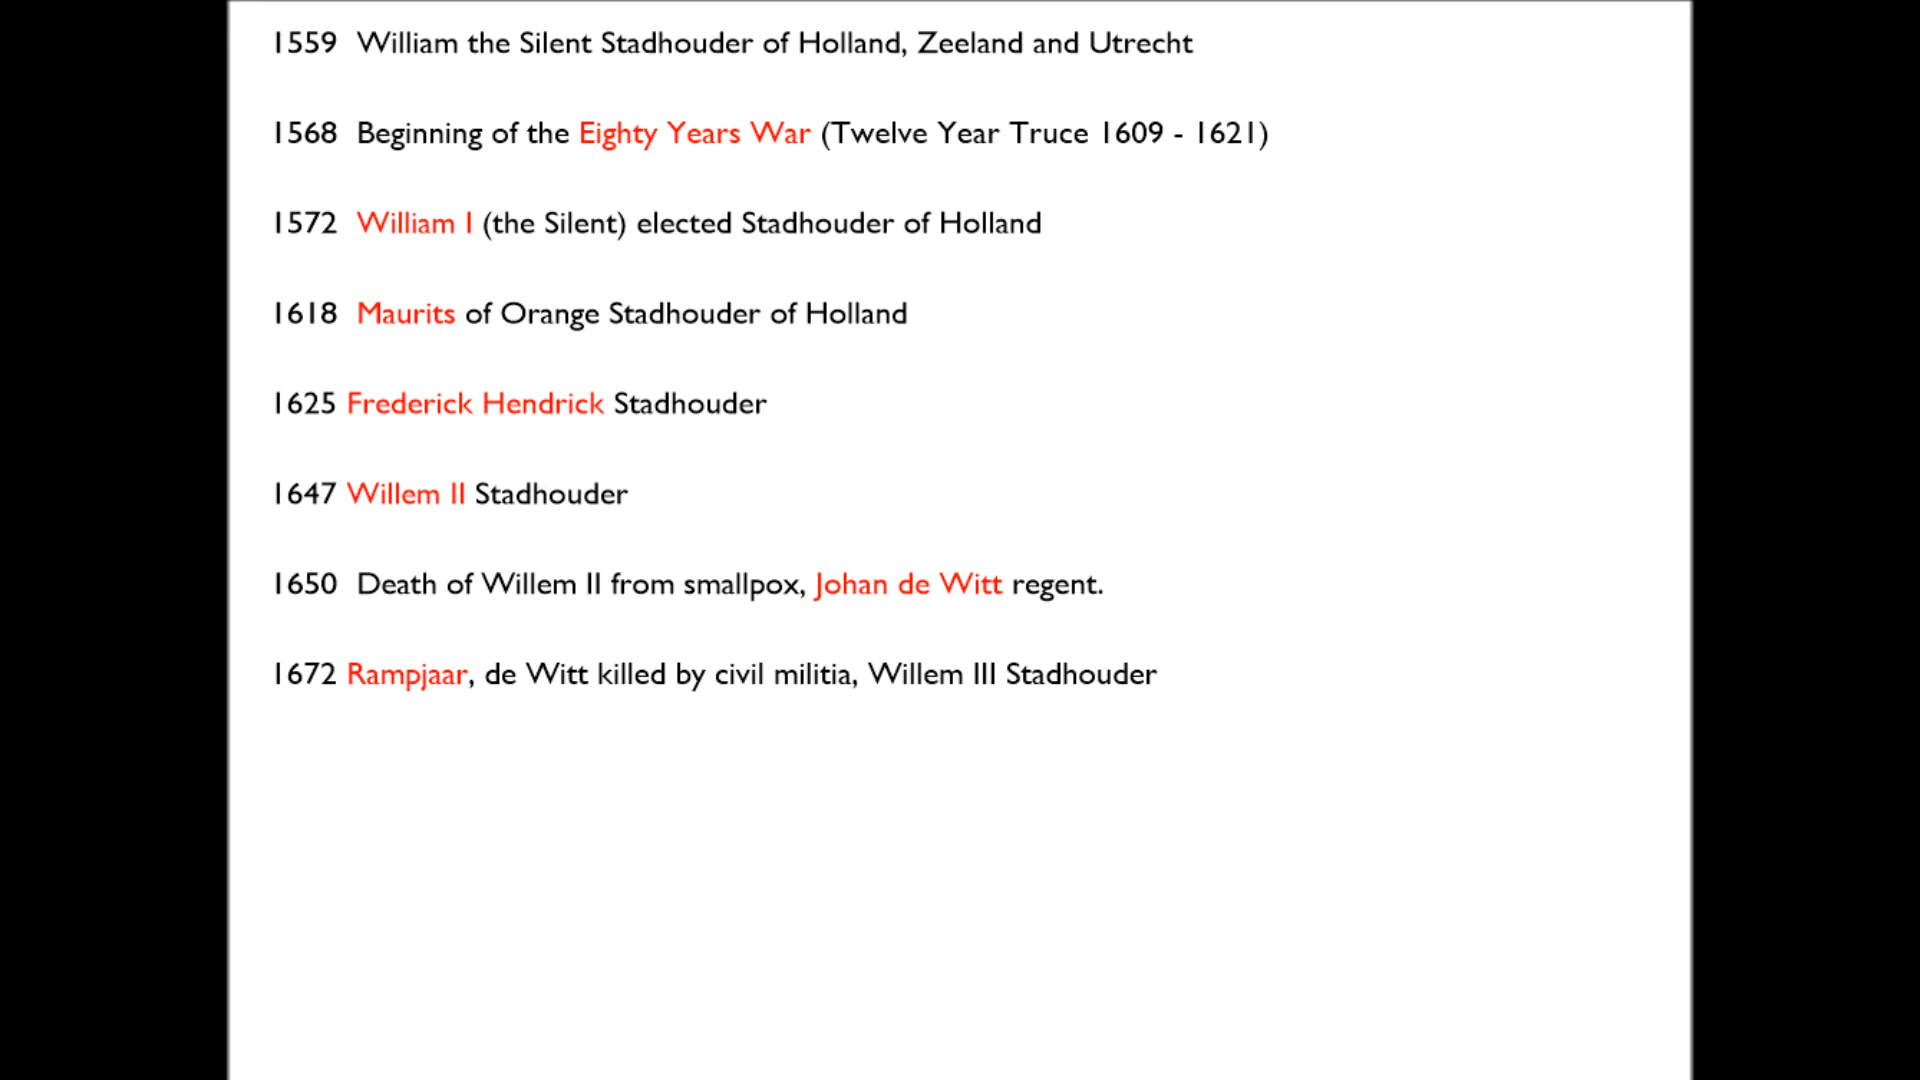 1559 William the Silent Stadhouder of Holland, Zeeland and Utrecht
1568 Beginning of the Eighty Years War (Twelve Year Truce 1609 - 1621)
1572 William I (the Silent) elected Stadhouder of Holland
1618 Maurits of Orange Stadhouder of Holland
1625 Frederick Hendrick Stadhouder
1647 Willem II Stadhouder
1650 Death of Willem II from smallpox, Johan de Witt regent.
1672 Rampjaar, de Witt killed by civil militia, Willem III Stadhouder